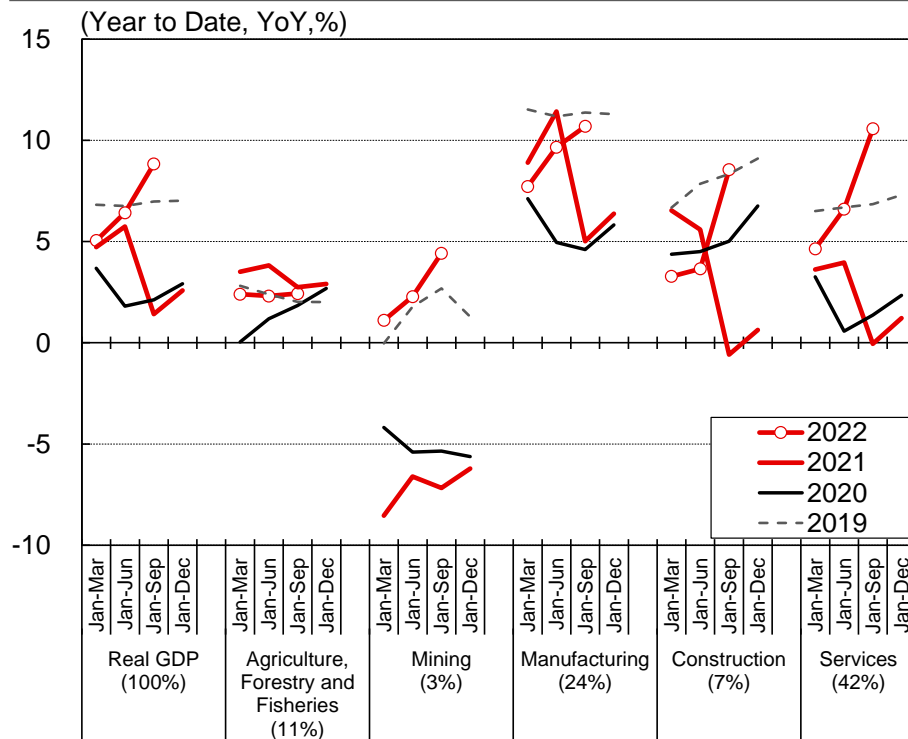 (Year to Date, YoY,%)
15
10
5
0
-5
-10
2022
2021
2020
2019
Jan-Mar
Jan-Jun
Jan-Sep
Jan-Dec
Jan-Mar
Jan-Jun
Jan-Sep
Jan-Dec
Jan-Mar
Jan-Jun
Jan-Sep
Jan-Dec
Jan-Mar
Jan-Jun
Jan-Sep
Jan-Dec
Jan-Mar
Jan-Jun
Jan-Sep
Jan-Dec
Jan-Mar
Jan-Jun
Jan-Sep
Jan-Dec
Real GDP
(100%)
Agriculture,
Forestry and
Fisheries
(11%)
Mining
(3%)
Manufacturing
(24%)
Construction
(7%)
Services
(42%)